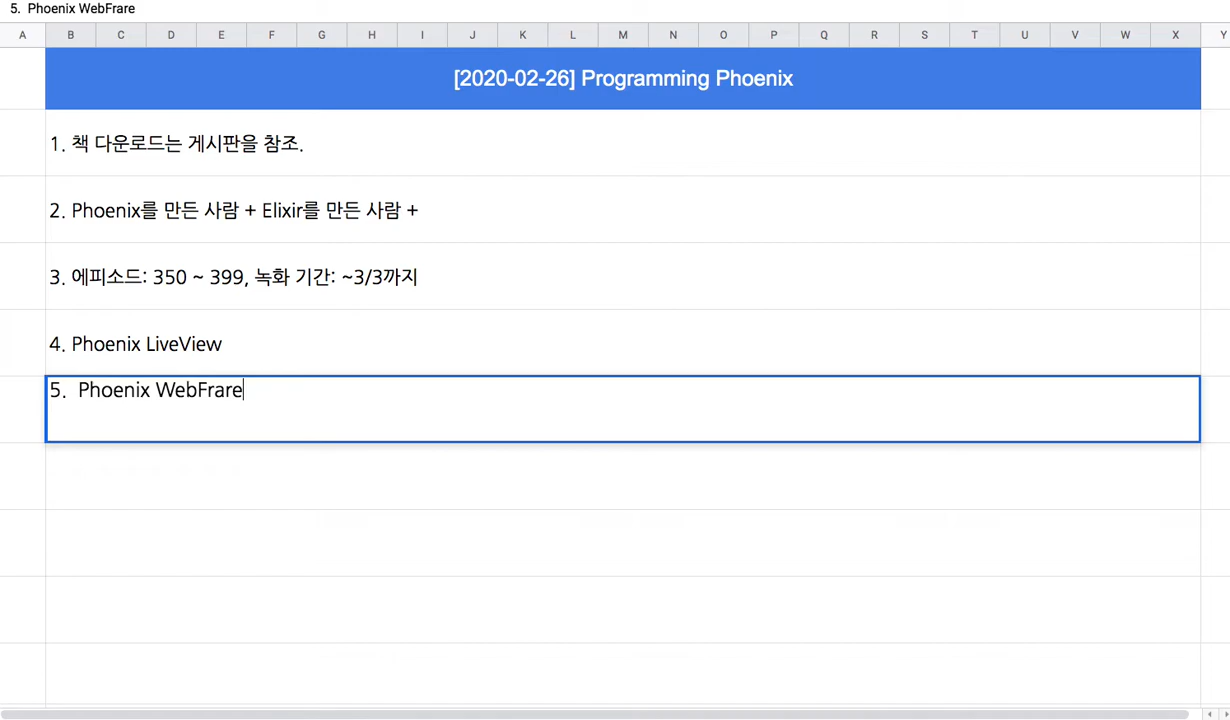 5.  Phoenix WebFrare
A B C D E F G H I J K L M N O P Q R S T U V W X Y
[2020-02-26] Programming Phoenix
1. 책 다운로드는 게시판을 참조.
2. Phoenix를 만든 사람 + Elixir를 만든 사람 +
3. 에피소드: 350 ~ 399, 녹화 기간: ~3/3까지
4. Phoenix LiveView
5.  Phoenix WebFrare